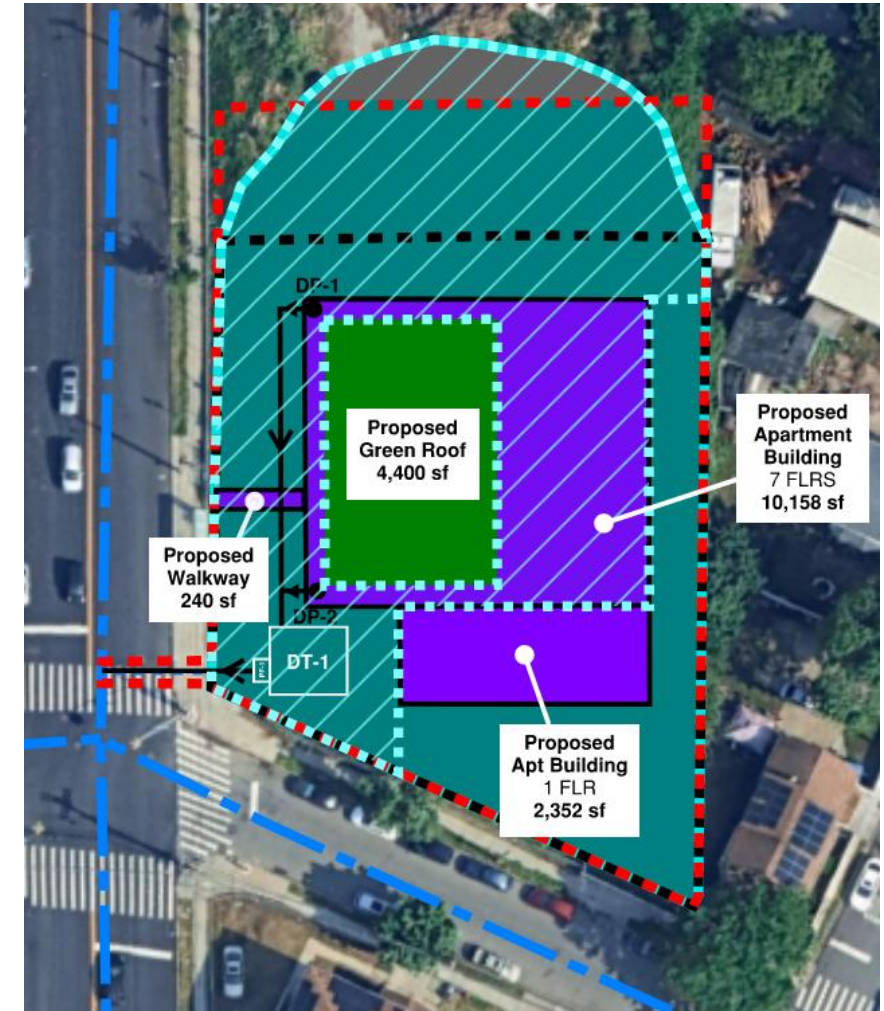 DP-1
Proposed
Green Roof
4,400 sf
Proposed
Apartment
Building
7 FLRS
10,158 sf
Proposed
Walkway
240 sf
DP-2
DT-1
Proposed
Apt Building
1 FLR
2,352 sf